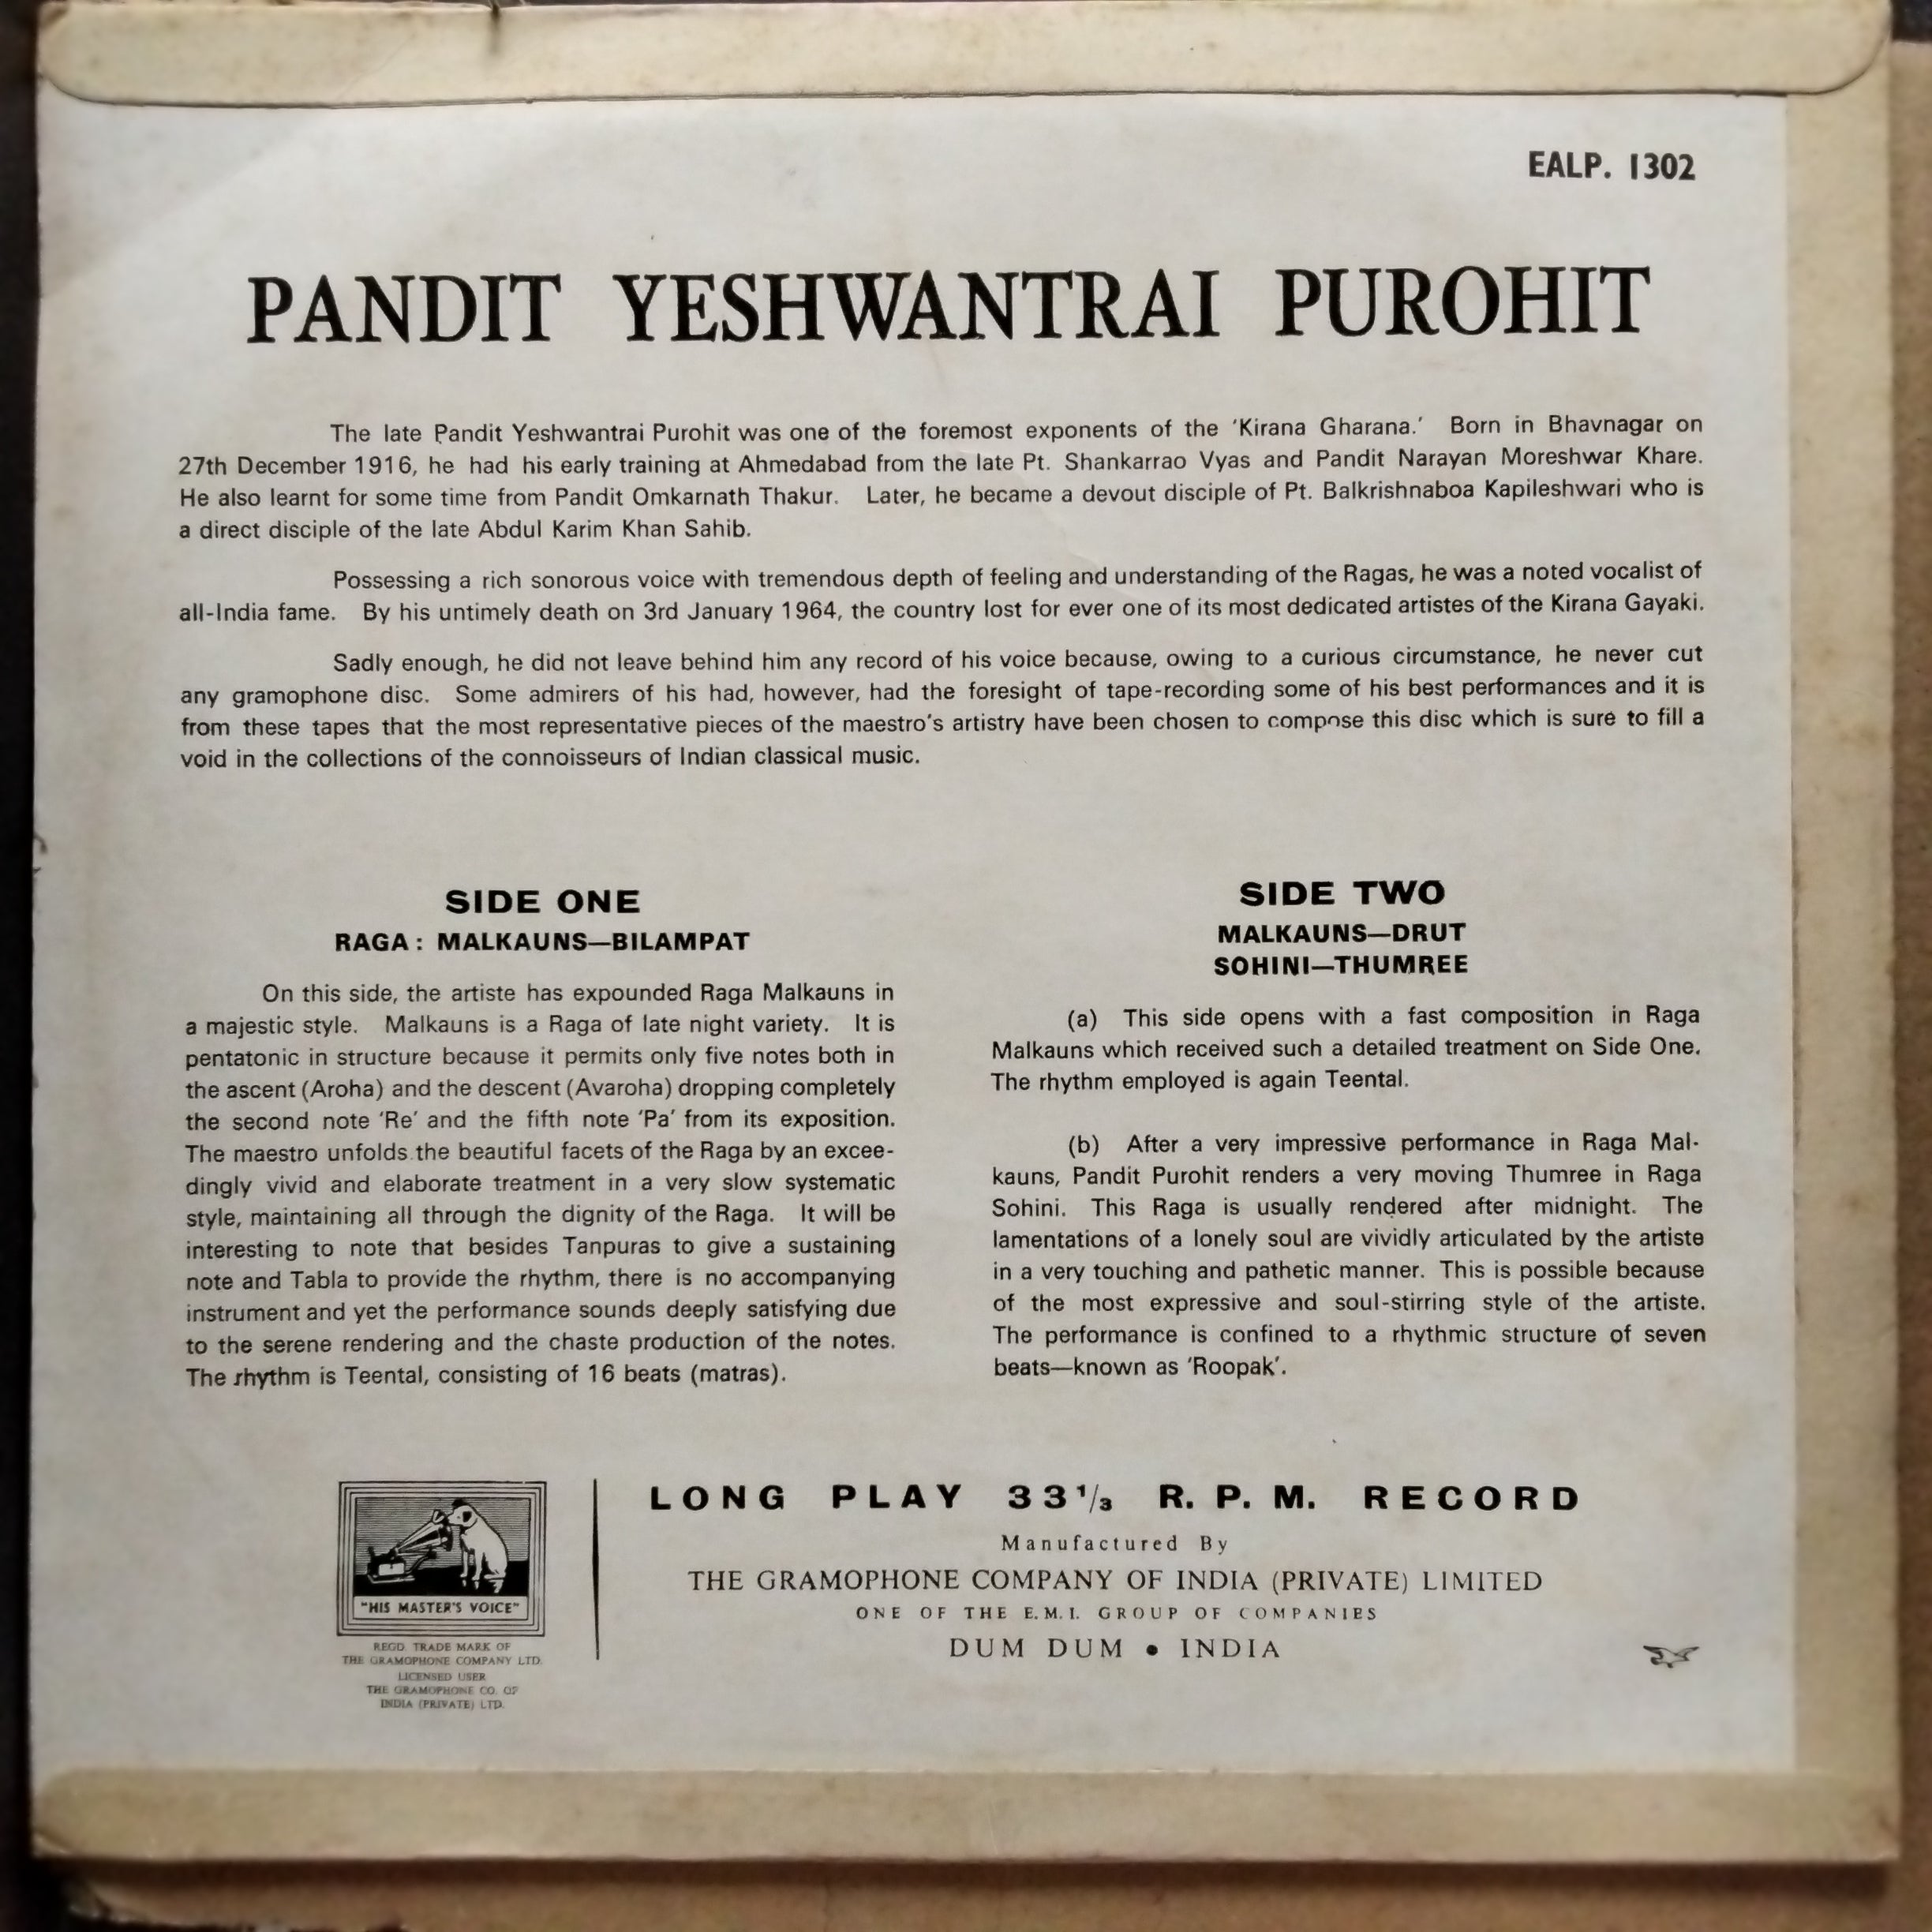 EALP. 1302
PANDIT YESHWANTRAI PUROHIT
The late Pandit Yeshwantrai Purohit was one of the foremost exponents of the 'Kirana Gharana.' Born in Bhavnagar on
27th December 1916, he had his early training at Ahmedabad from the late Pt. Shankarrao Vyas and Pandit Narayan Moreshwar Khare.
He also learnt for some time from Pandit Omkarnath Thakur. Later, he became a devout disciple of Pt. Balkrishnaboa Kapileshwari who is
a direct disciple of the late Abdul Karim Khan Sahib.
Possessing a rich sonorous voice with tremendous depth of feeling and understanding of the Ragas, he was a noted vocalist of
all-India fame. By his untimely death on 3rd January 1964, the country lost for ever one of its most dedicated artistes of the Kirana Gayaki.
Sadly enough, he did not leave behind him any record of his voice because, owing to a curious circumstance, he never cut
any gramophone disc. Some admirers of his had, however, had the foresight of tape-recording some of his best performances and it is
from these tapes that the most representative pieces of the maestro's artistry have been chosen to compose this disc which is sure to fill a
void in the collections of the connoisseurs of Indian classical music.
SIDE ONE
RAGA : MALKAUNS—BILAMPAT
On this side, the artiste has expounded Raga Malkauns in
a majestic style. Malkauns is a Raga of late night variety. It is
pentatonic in structure because it permits only five notes both in
the ascent (Aroha) and the descent (Avaroha) dropping completely
the second note 'Re' and the fifth note 'Pa' from its exposition.
The maestro unfolds the beautiful facets of the Raga by an excee-
dingly vivid and elaborate treatment in a very slow systematic
style, maintaining all through the dignity of the Raga. It will be
interesting to note that besides Tanpuras to give a sustaining
note and Tabla to provide the rhythm, there is no accompanying
instrument and yet the performance sounds deeply satisfying due
to the serene rendering and the chaste production of the notes.
The rhythm is Teental, consisting of 16 beats (matras).
SIDE TWO
MALKAUNS—DRUT
SOHINI—THUMREE
(a) This side opens with a fast composition in Raga
Malkauns which received such a detailed treatment on Side One.
The rhythm employed is again Teental.
(b) After a very impressive performance in Raga Mal-
kauns, Pandit Purohit renders a very moving Thumree in Raga
Sohini. This Raga is usually rendered after midnight. The
lamentations of a lonely soul are vividly articulated by the artiste
in a very touching and pathetic manner. This is possible because
of the most expressive and soul-stirring style of the artiste.
The performance is confined to a rhythmic structure of seven
beats—known as 'Roopak'.
"HIS MASTER'S VOICE"
REGD. TRADE MARK OF
THE GRAMOPHONE COMPANY LTD.
LICENSED USER
THE GRAMOPHONE CO. OF
INDIA (PRIVATE) LTD.
LONG PLAY 33 1/3 R. P. M. RECORD
Manufactured By
THE GRAMOPHONE COMPANY OF INDIA (PRIVATE) LIMITED
ONE OF THE E.M.I. GROUP OF COMPANIES
DUM DUM • INDIA